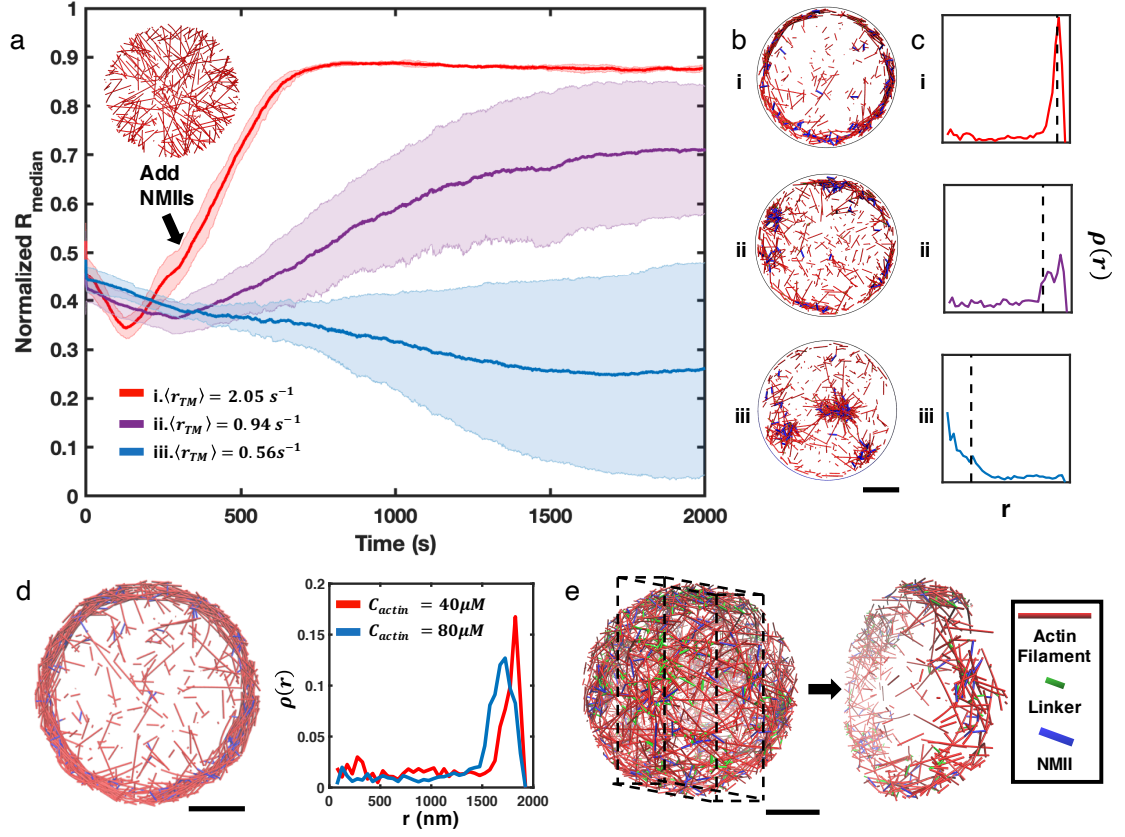 a
1
0.9
0.8
0.7
0.6
0.5
0.4
0.3
0.2
0.1
0
Normalized R_median
Add
NMIIs
i.⟨r_TM⟩ = 2.05 s⁻¹
ii.⟨r_TM⟩ = 0.94 s⁻¹
iii.⟨r_TM⟩ = 0.56s⁻¹
0 500 1000 1500 2000
Time (s)
b
i
ii
iii
c
i
ii
iii
ρ(r)
r
d
0.2
0.15
0.1
0.05
0
ρ(r)
C_actin = 40μM
C_actin = 80μM
0 500 1000 1500 2000
r (nm)
e
Actin
Filament
Linker
NMII